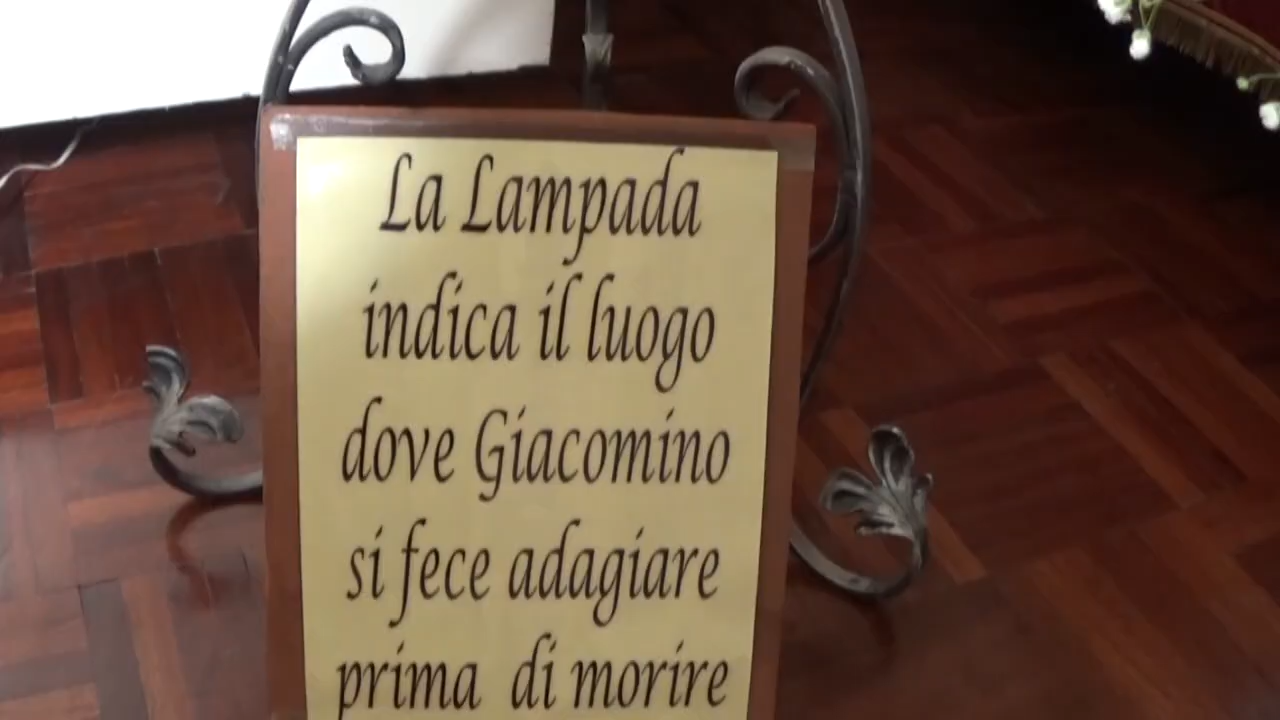 La Lampada
indica il luogo
dove Giacomino
si fece adagiare
prima di morire